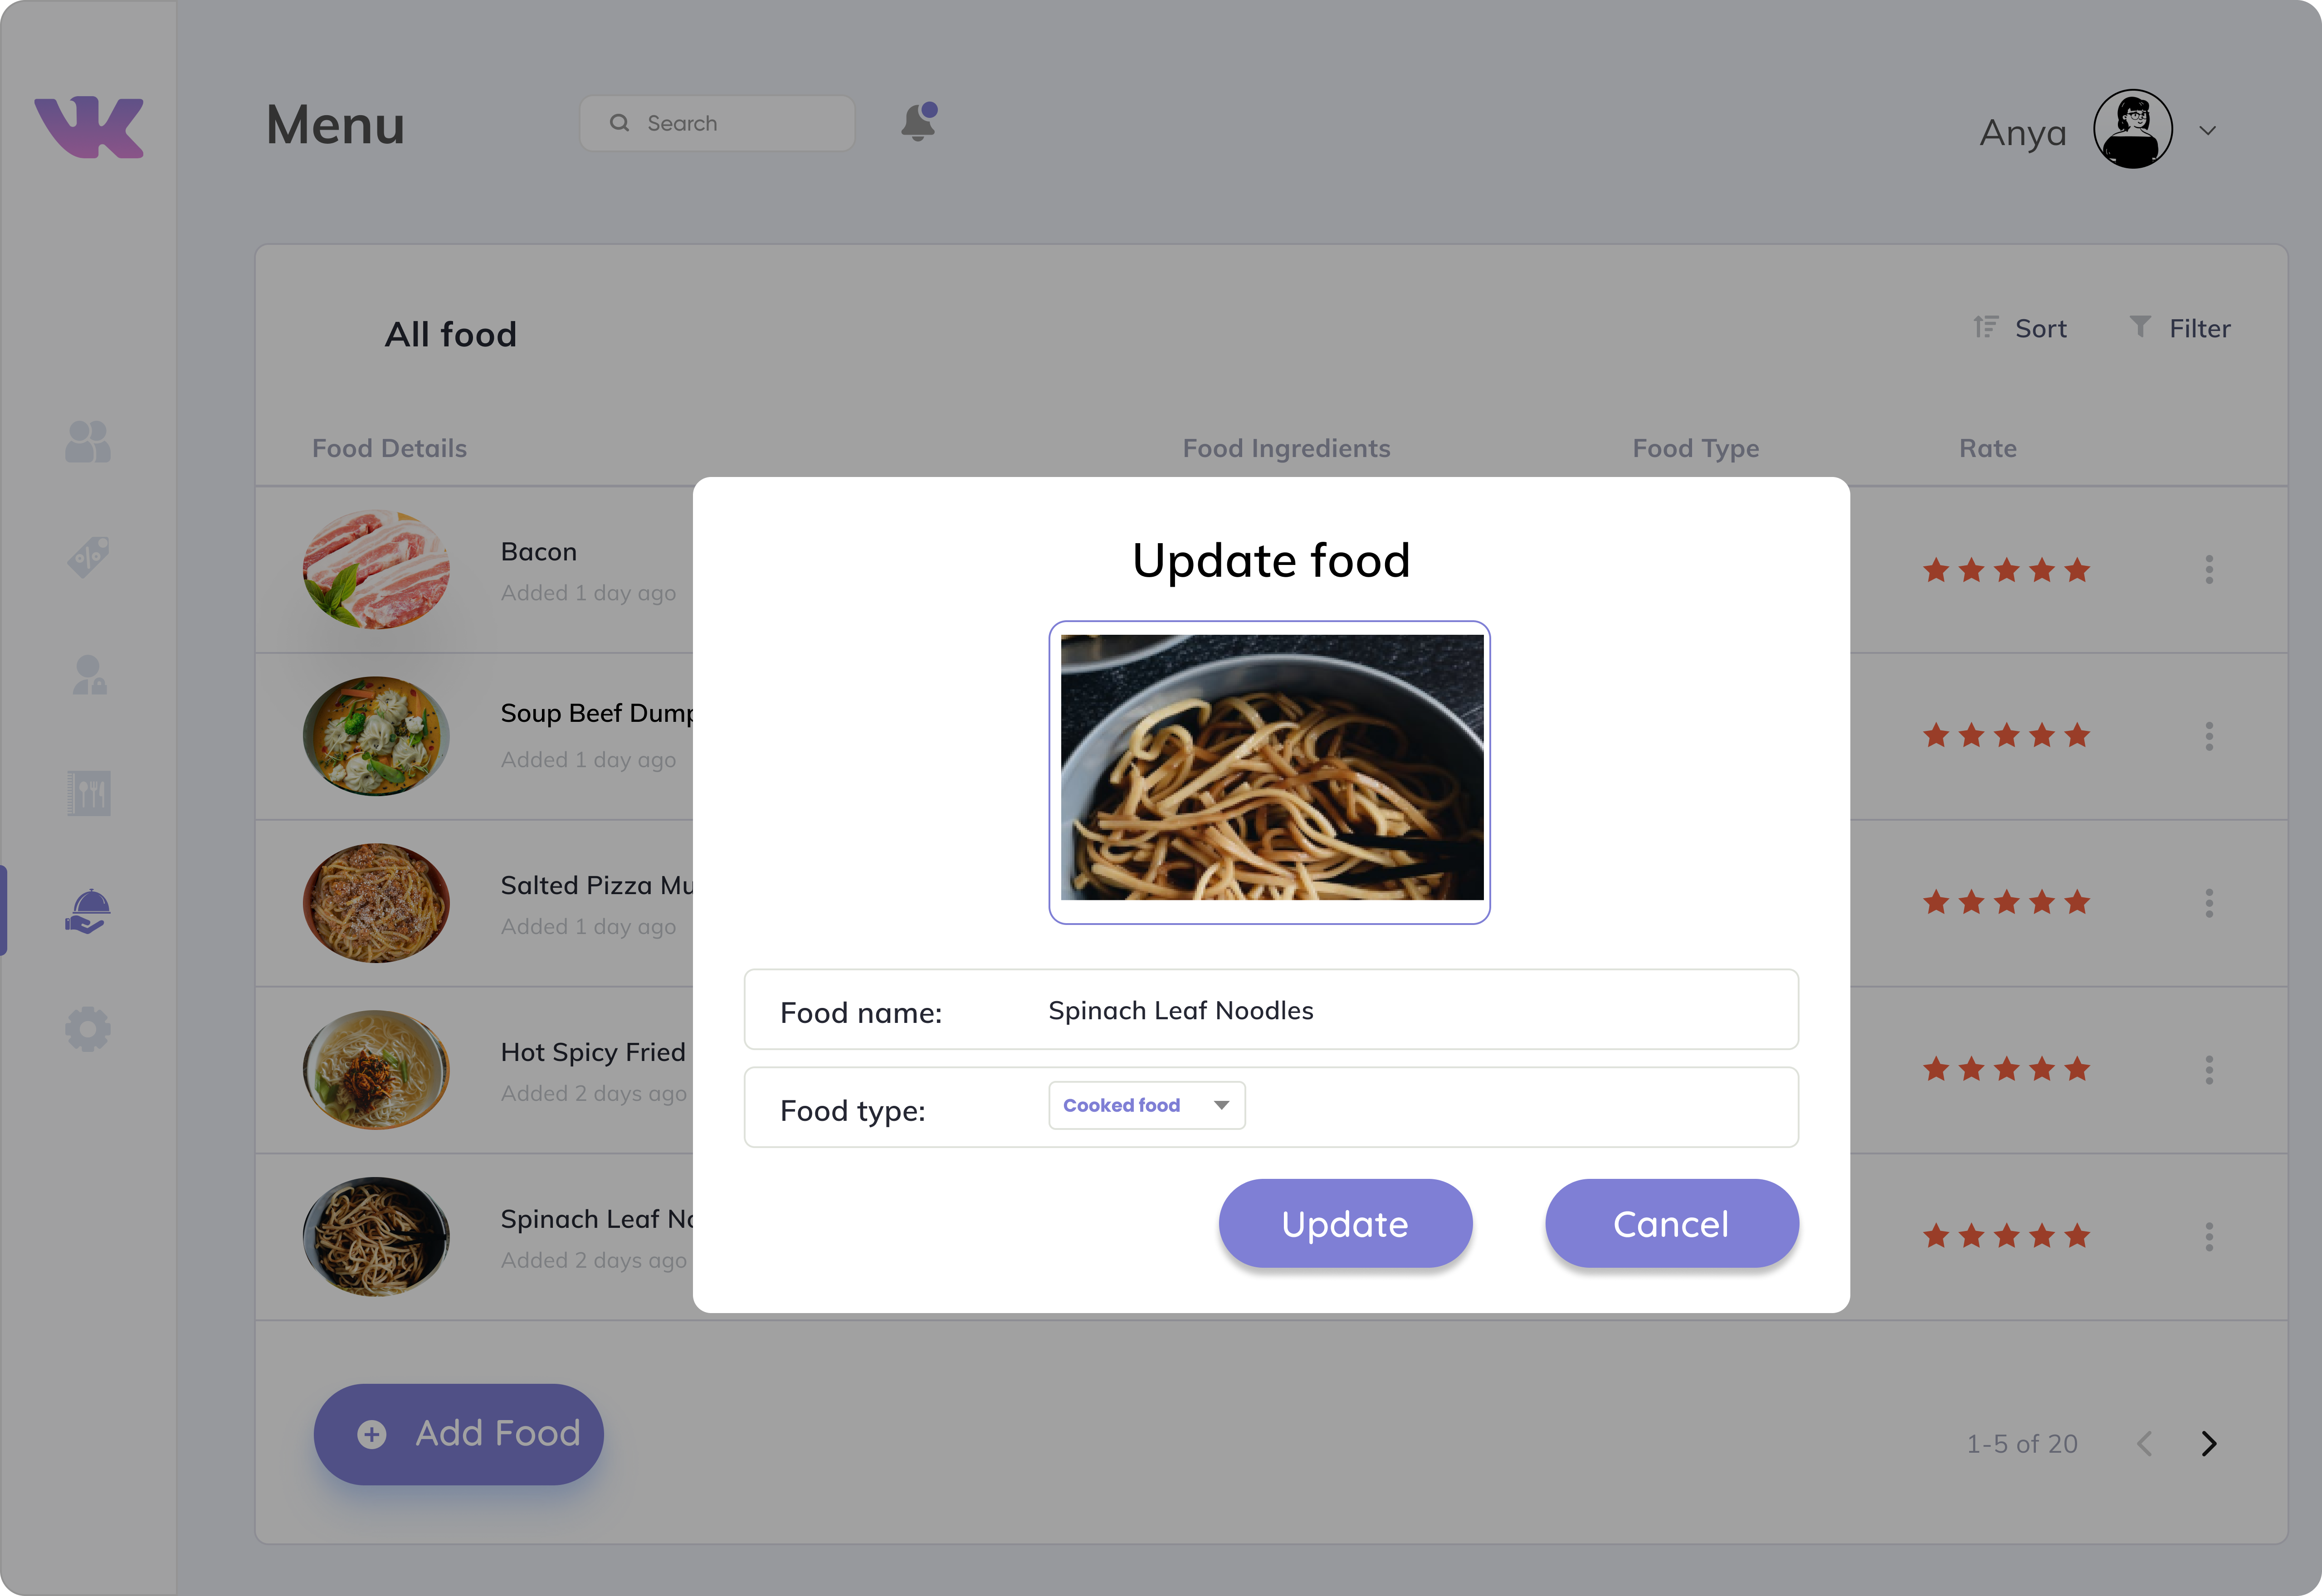 Menu
Search
Anya
All food
Sort
Filter
Food Details
Food Ingredients
Food Type
Rate
Bacon
Added 1 day ago
Soup Beef
Added 1 day ago
Salted Pizza
Added 1 day ago
Hot Spicy Fried
Added 2 days ago
Spinach Leaf
Added 2 days ago
Update food
Food name:
Spinach Leaf Noodles
Food type:
Cooked food
Update
Cancel
Add Food
1-5 of 20